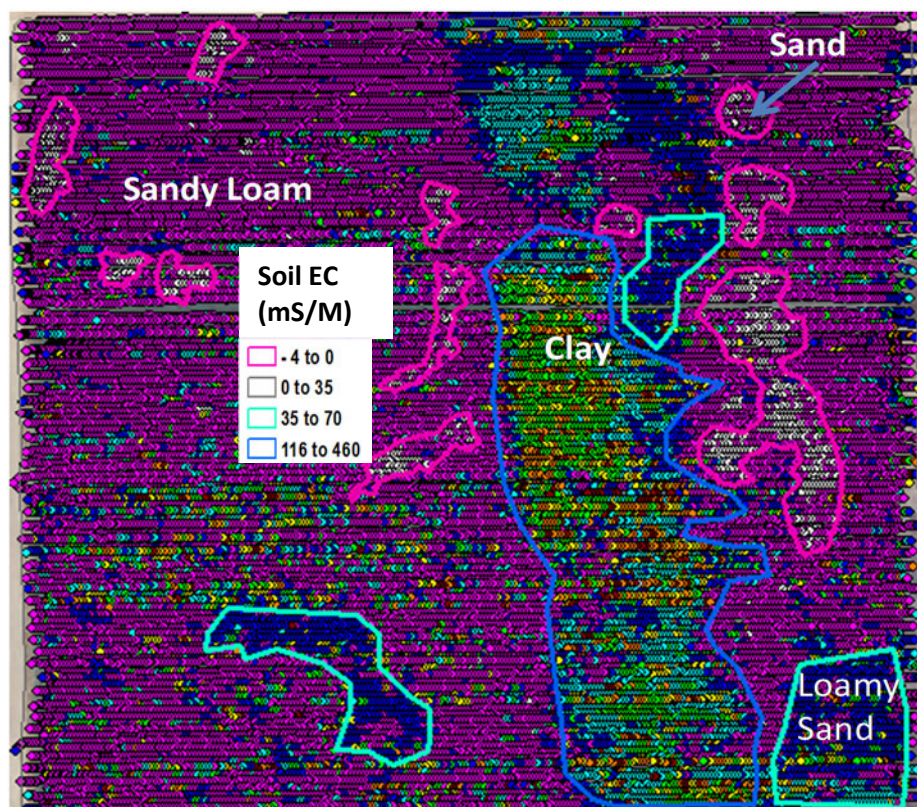 Sand
Sandy Loam
Soil EC
(mS/M)
- 4 to 0
0 to 35
35 to 70
116 to 460
Clay
Loamy
Sand